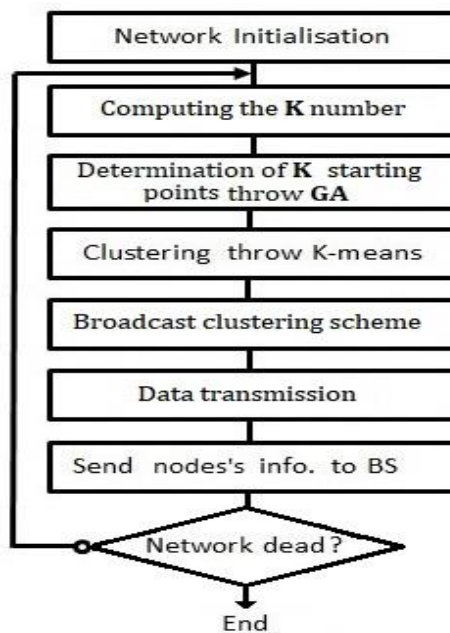 Network Initialisation
Computing the K number
Determination of K starting
points throw GA
Clustering throw K-means
Broadcast clustering scheme
Data transmission
Send nodes's info. to BS
Network dead?
End